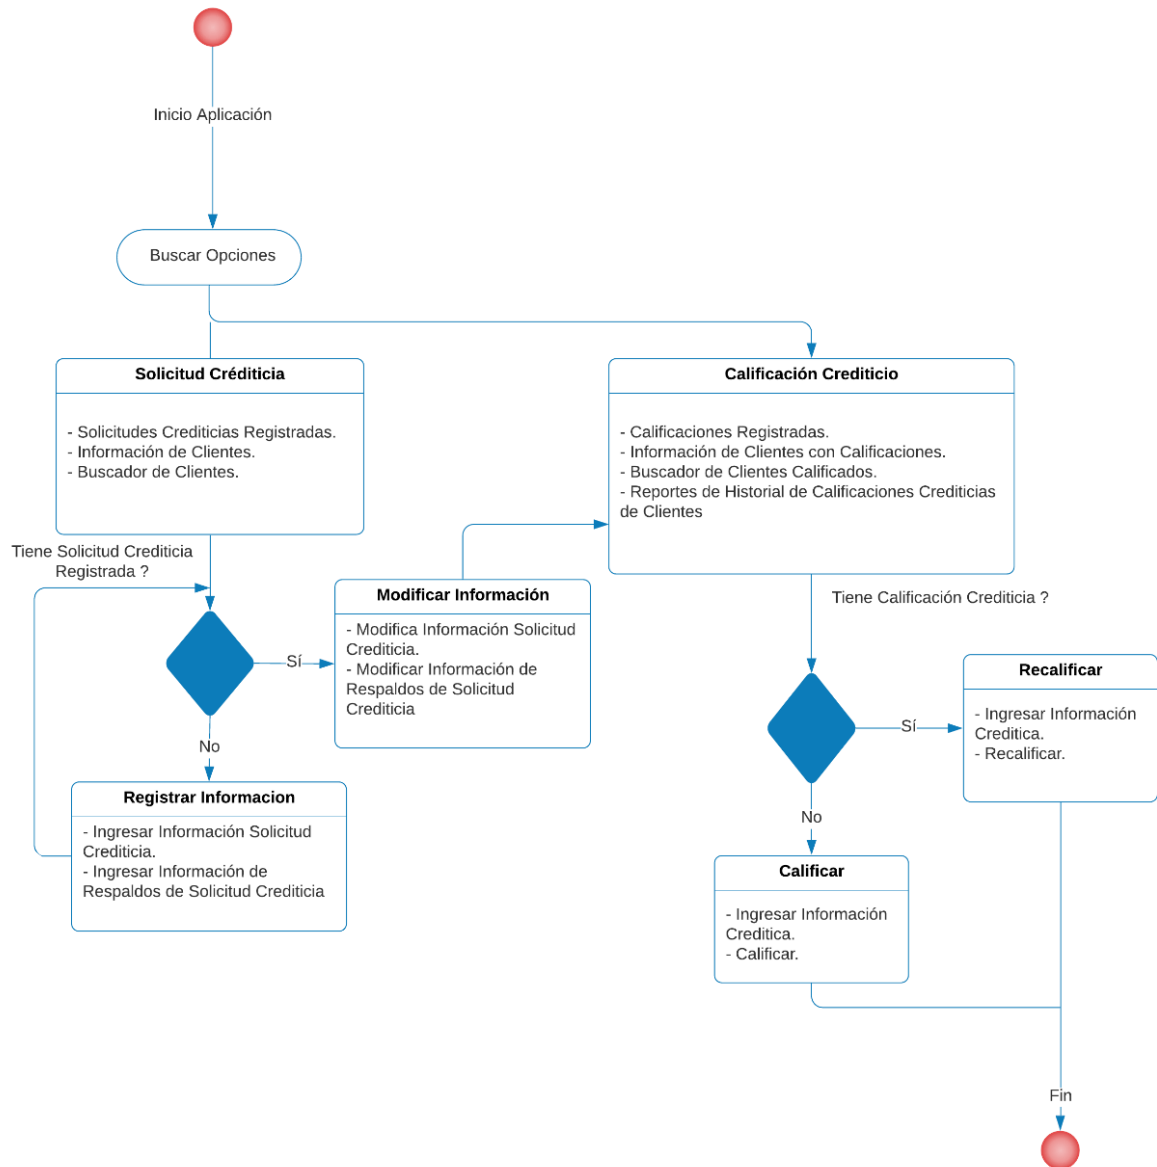 Inicio Aplicación
Buscar Opciones
Solicitud Créditicia
- Solicitudes Crediticias Registradas.
- Información de Clientes.
- Buscador de Clientes.
Calificación Crediticio
- Calificaciones Registradas.
- Información de Clientes con Calificaciones.
- Buscador de Clientes Calificados.
- Reportes de Historial de Calificaciones Crediticias
de Clientes
Tiene Solicitud Crediticia
Registrada ?
Sí
No
Modificar Información
- Modifica Información Solicitud
Crediticia.
- Modificar Información de
Respaldos de Solicitud
Crediticia
Registrar Informacion
- Ingresar Información Solicitud
Crediticia.
- Ingresar Información de
Respaldos de Solicitud Crediticia
Tiene Calificación Crediticia ?
Sí
No
Recalificar
- Ingresar Información
Creditica.
- Recalificar.
Calificar
- Ingresar Información
Creditica.
- Calificar.
Fin